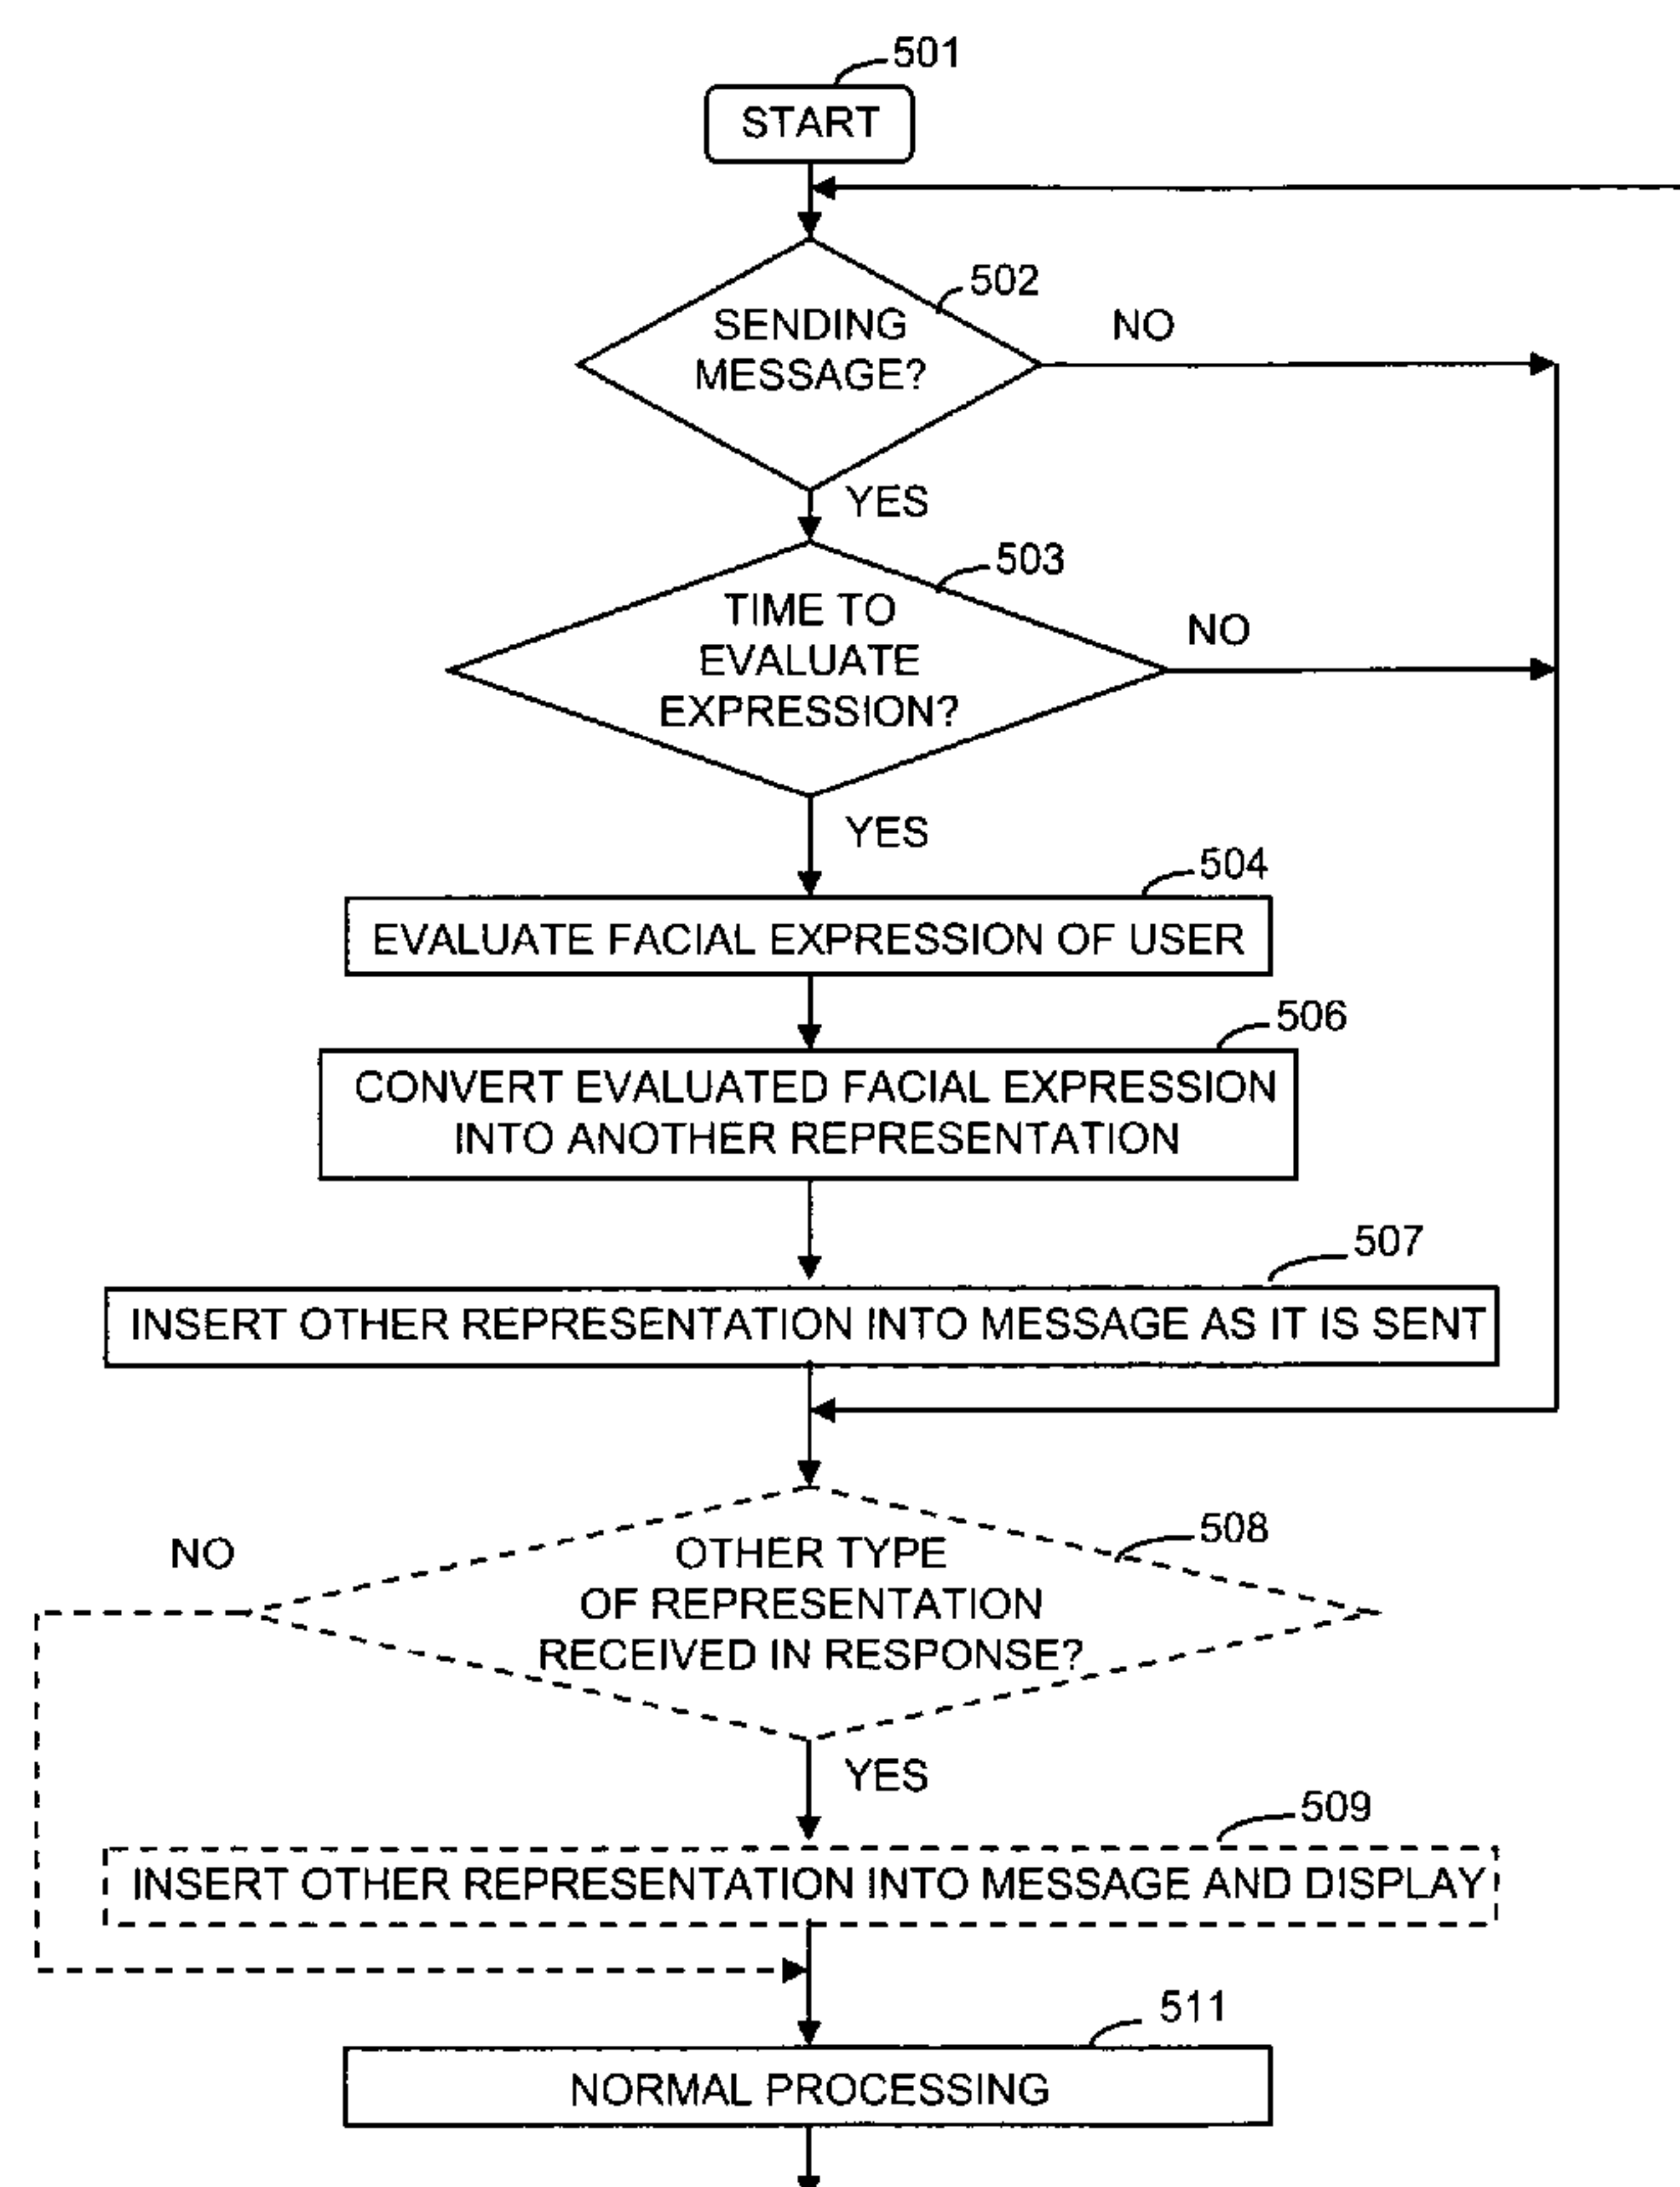 501
START
502
SENDING
MESSAGE?
NO
YES
503
TIME TO
EVALUATE
EXPRESSION?
NO
YES
504
EVALUATE FACIAL EXPRESSION OF USER
506
CONVERT EVALUATED FACIAL EXPRESSION
INTO ANOTHER REPRESENTATION
507
INSERT OTHER REPRESENTATION INTO MESSAGE AS IT IS SENT
508
NO
OTHER TYPE
OF REPRESENTATION
RECEIVED IN RESPONSE?
YES
509
INSERT OTHER REPRESENTATION INTO MESSAGE AND DISPLAY
511
NORMAL PROCESSING